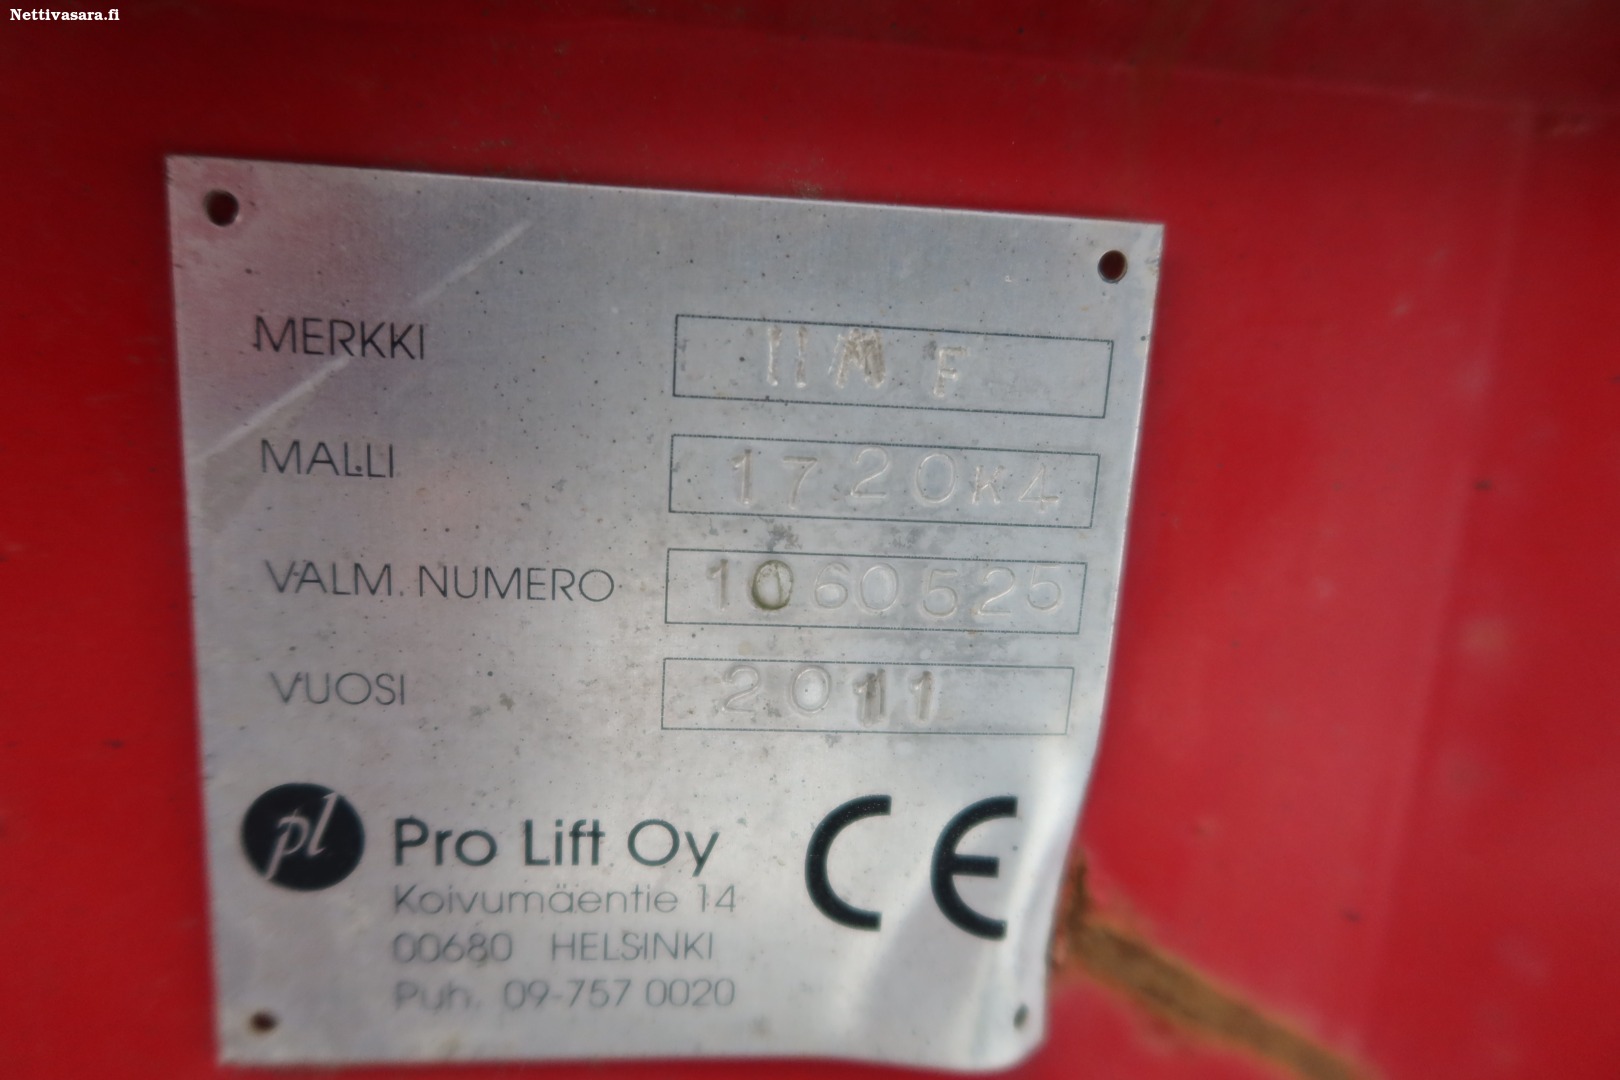 Nettivasara.fi
MERKKI HMF
MALLI 1720K4
VALM. NUMERO 1060525
VUOSI 2011
pl Pro Lift Oy CE
Koivumäentie 14
00680 HELSINKI
Puh. 09-757 0020